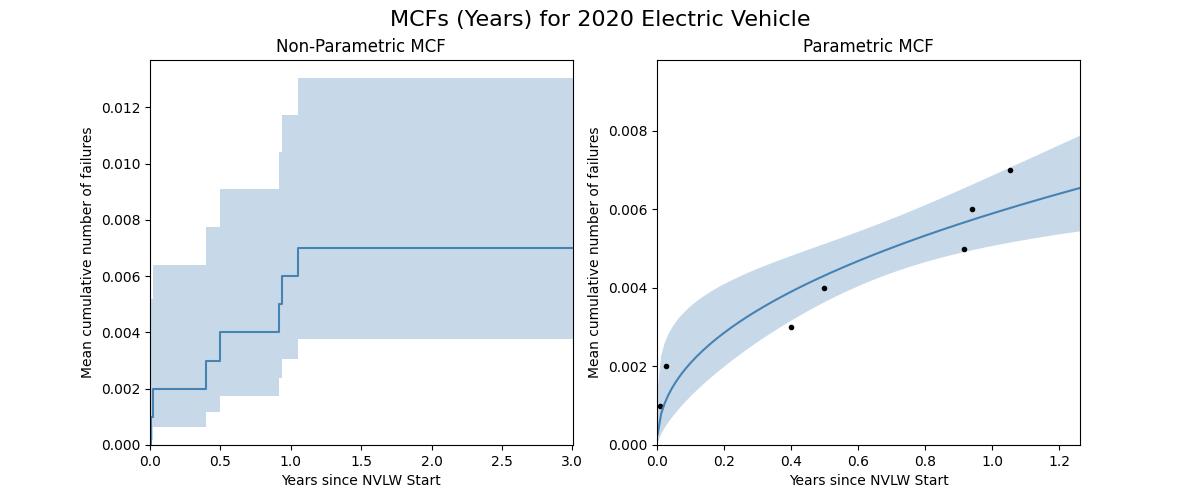 MCFs (Years) for 2020 Electric Vehicle
Non-Parametric MCF
Mean cumulative number of failures
0.012
0.010
0.008
0.006
0.004
0.002
0.000
0.0 0.5 1.0 1.5 2.0 2.5 3.0
Years since NVLW Start
Parametric MCF
Mean cumulative number of failures
0.008
0.006
0.004
0.002
0.000
0.0 0.2 0.4 0.6 0.8 1.0 1.2
Years since NVLW Start